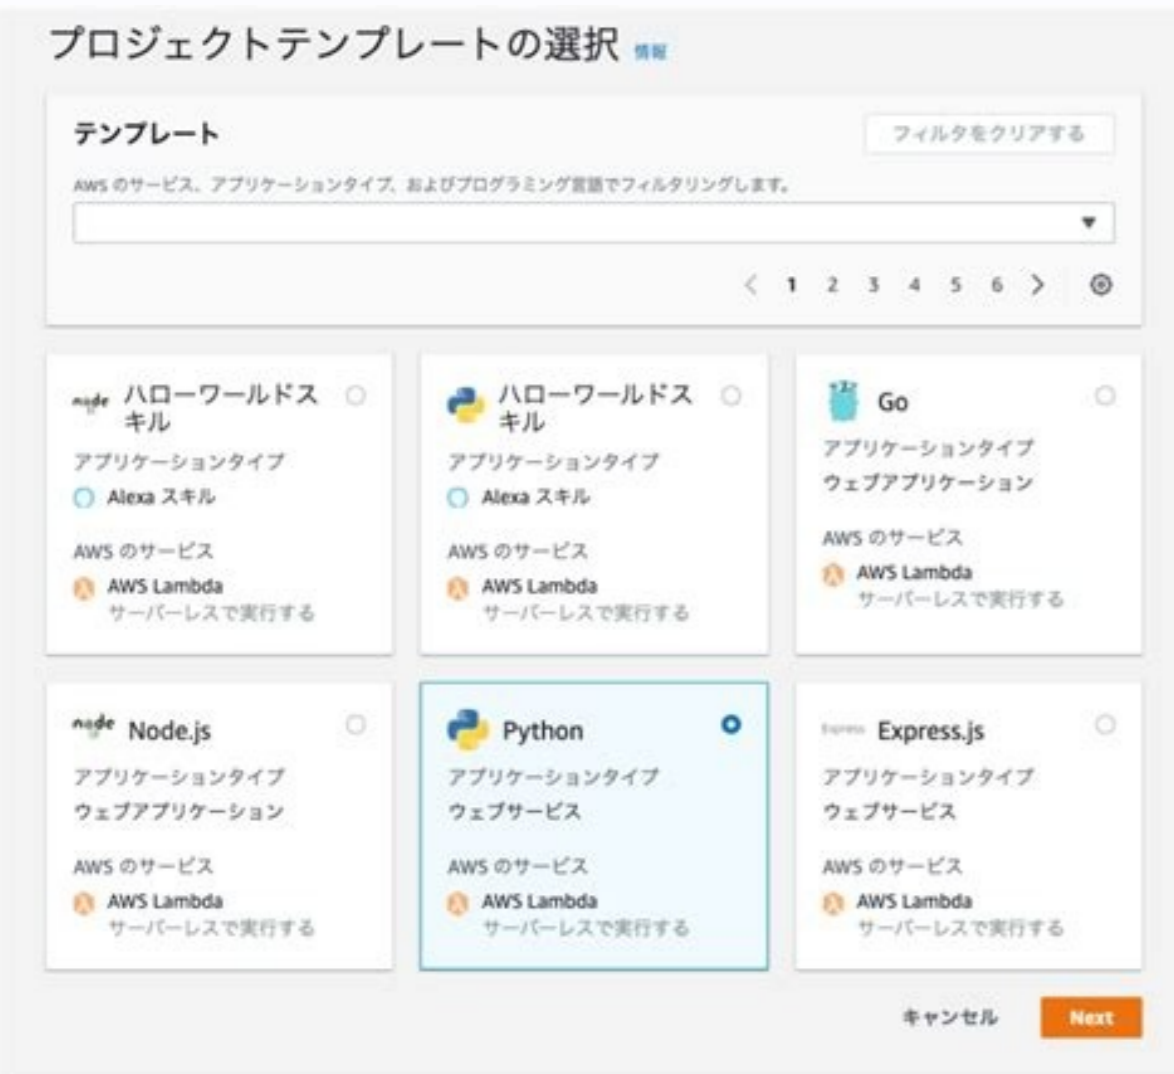 プロジェクトテンプレートの選択 情報
テンプレート
フィルタをクリアする
AWS のサービス、アプリケーションタイプ、およびプログラミング言語でフィルタリングします。
< 1 2 3 4 5 6 >
node ハローワールドス
キル
アプリケーションタイプ
Alexa スキル
AWS のサービス
AWS Lambda
サーバーレスで実行する
ハローワールドス
キル
アプリケーションタイプ
Alexa スキル
AWS のサービス
AWS Lambda
サーバーレスで実行する
Go
アプリケーションタイプ
ウェブアプリケーション
AWS のサービス
AWS Lambda
サーバーレスで実行する
node Node.js
アプリケーションタイプ
ウェブアプリケーション
AWS のサービス
AWS Lambda
サーバーレスで実行する
Python
アプリケーションタイプ
ウェブサービス
AWS のサービス
AWS Lambda
サーバーレスで実行する
Express Express.js
アプリケーションタイプ
ウェブサービス
AWS のサービス
AWS Lambda
サーバーレスで実行する
キャンセル
Next